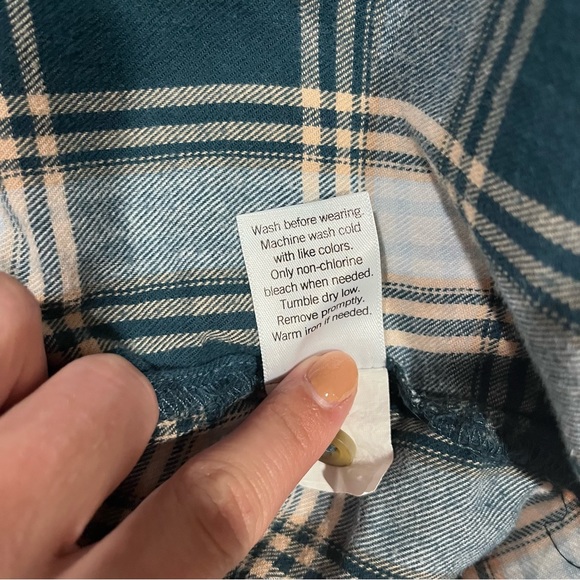 Wash before wearing.
Machine wash cold
with like colors.
Only non-chlorine
bleach when needed.
Tumble dry low.
Remove promptly.
Warm iron if needed.